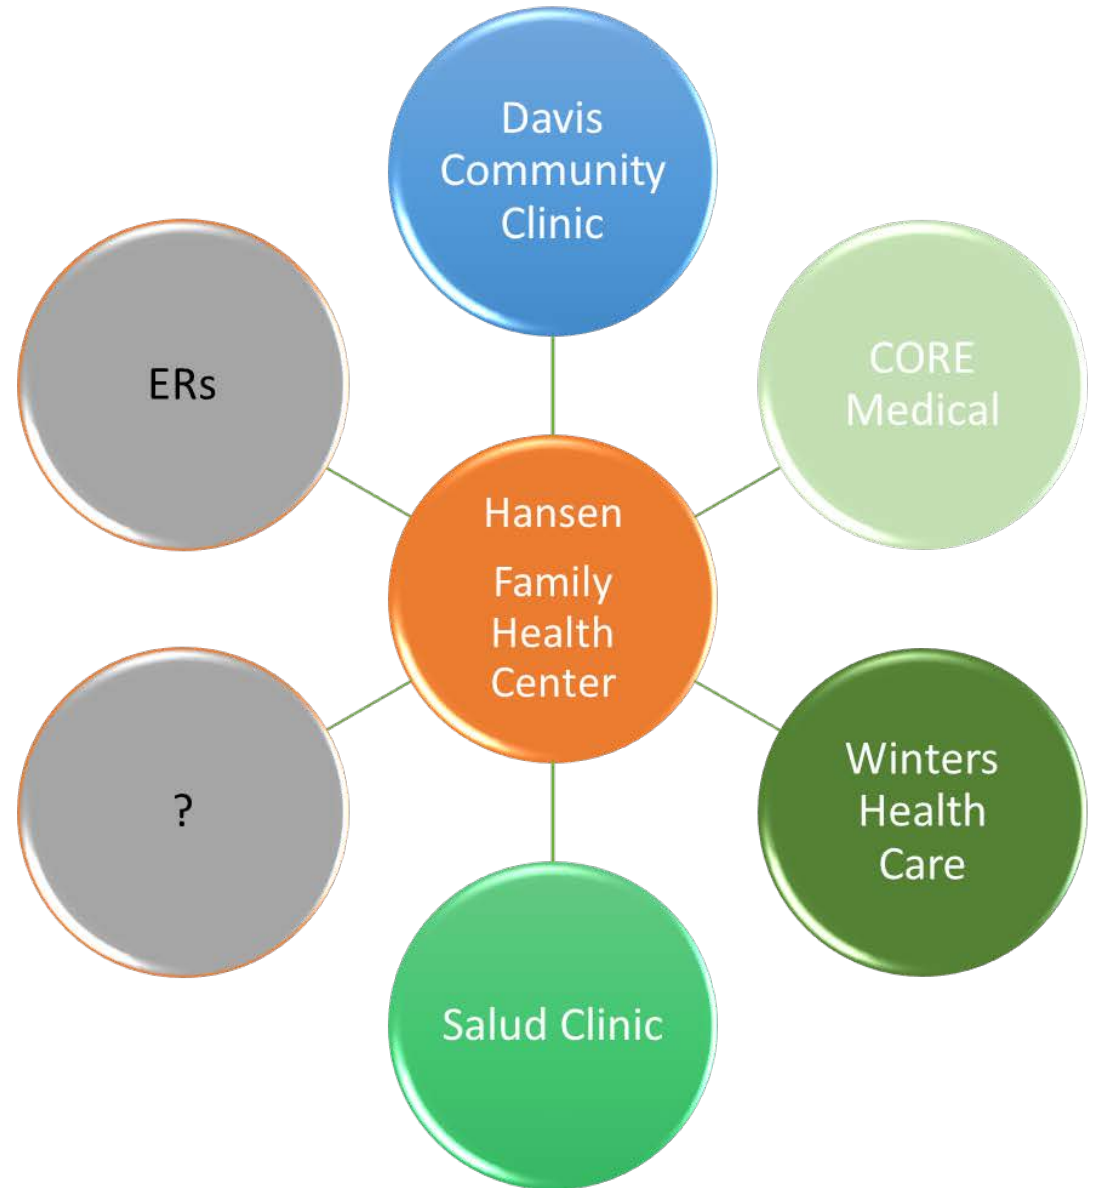 Davis
Community
Clinic
CORE
Medical
ERs
Hansen
Family
Health
Center
Winters
Health
Care
?
Salud Clinic